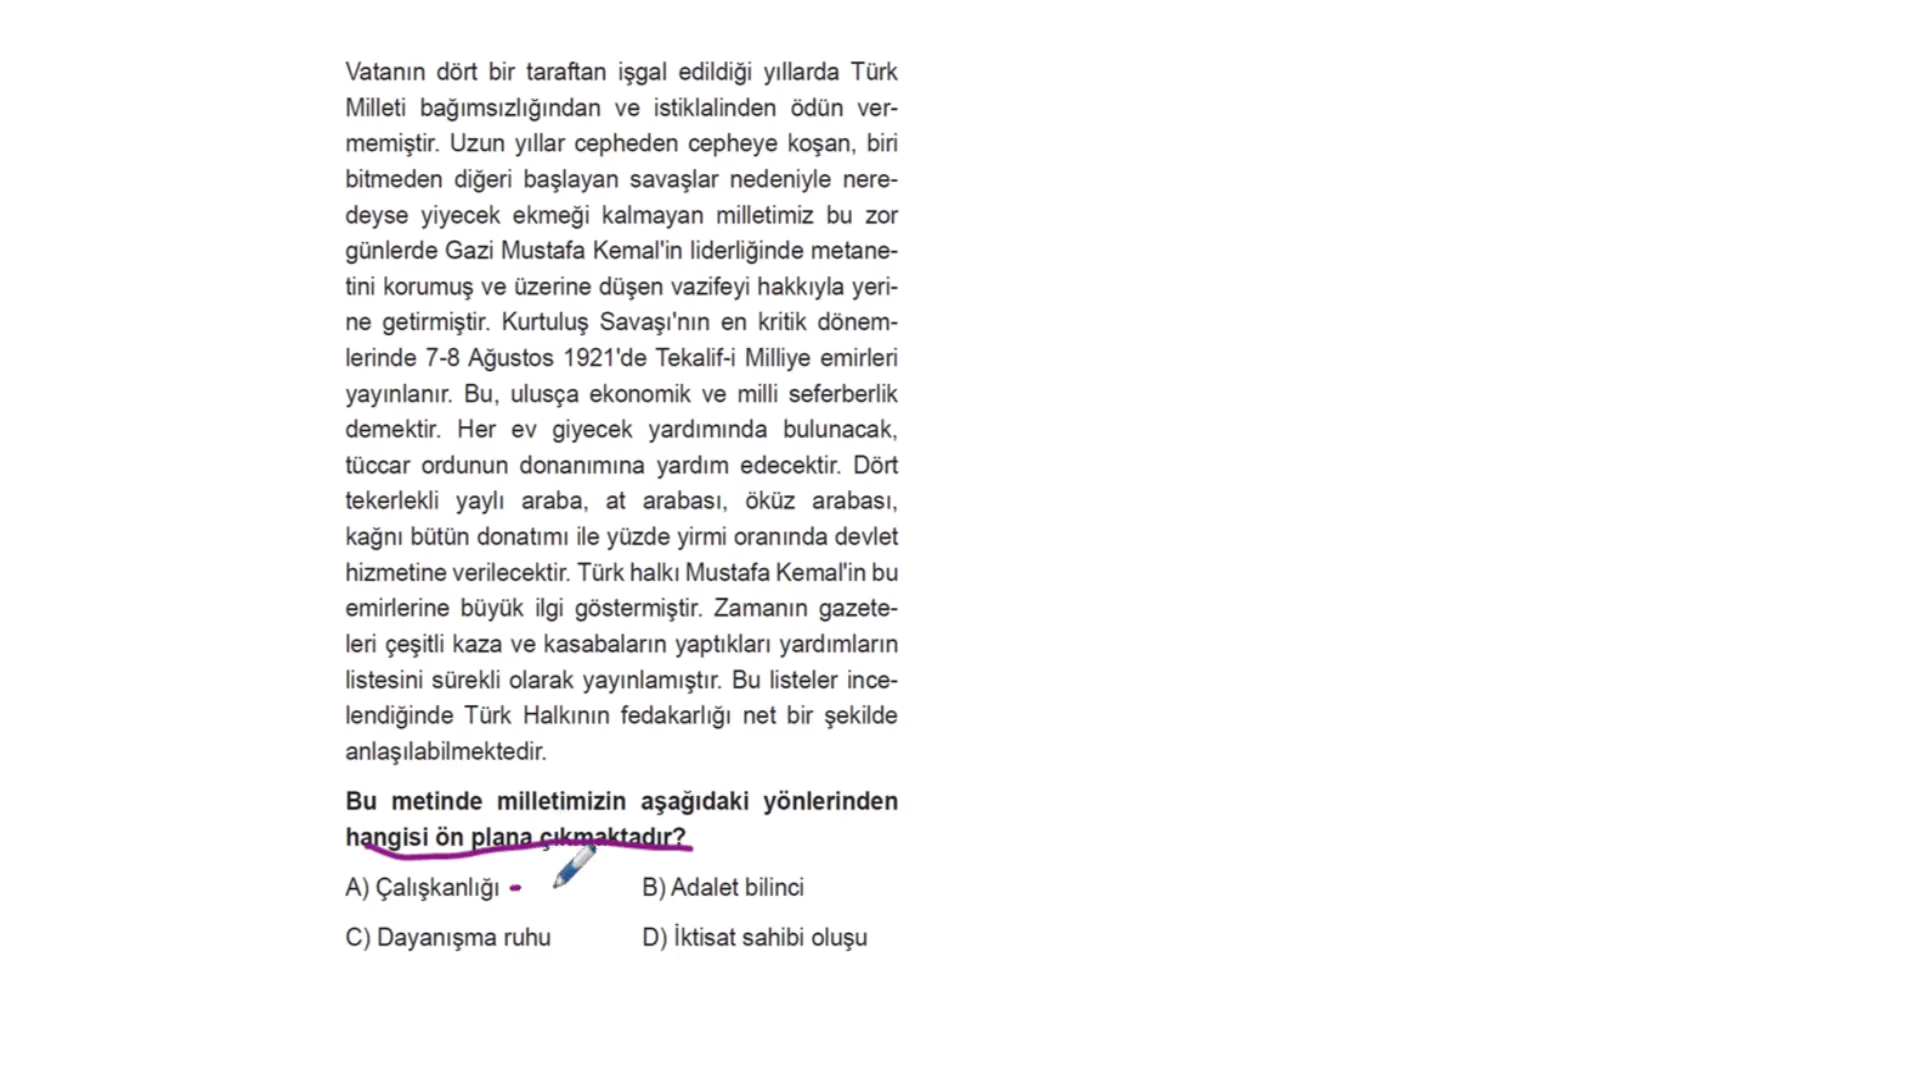 Vatanın dört bir taraftan işgal edildiği yıllarda Türk
Milleti bağımsızlığından ve istiklalinden ödün ver-
memiştir. Uzun yıllar cepheden cepheye koşan, biri
bitmeden diğeri başlayan savaşlar nedeniyle nere-
deyse yiyecek ekmeği kalmayan milletimiz bu zor
günlerde Gazi Mustafa Kemal'in liderliğinde metane-
tini korumuş ve üzerine düşen vazifeyi hakkıyla yeri-
ne getirmiştir. Kurtuluş Savaşı'nın en kritik dönem-
lerinde 7-8 Ağustos 1921'de Tekalif-i Milliye emirleri
yayınlanır. Bu, ulusça ekonomik ve milli seferberlik
demektir. Her ev giyecek yardımında bulunacak,
tüccar ordunun donanımına yardım edecektir. Dört
tekerlekli yaylı araba, at arabası, öküz arabası,
kağnı bütün donatımı ile yüzde yirmi oranında devlet
hizmetine verilecektir. Türk halkı Mustafa Kemal'in bu
emirlerine büyük ilgi göstermiştir. Zamanın gazete-
leri çeşitli kaza ve kasabaların yaptıkları yardımların
listesini sürekli olarak yayınlamıştır. Bu listeler ince-
lendiğinde Türk Halkının fedakarlığı net bir şekilde
anlaşılabilmektedir.
Bu metinde milletimizin aşağıdaki yönlerinden
hangisi ön plana çıkmaktadır?
A) Çalışkanlığı B) Adalet bilinci
C) Dayanışma ruhu D) İktisat sahibi oluşu